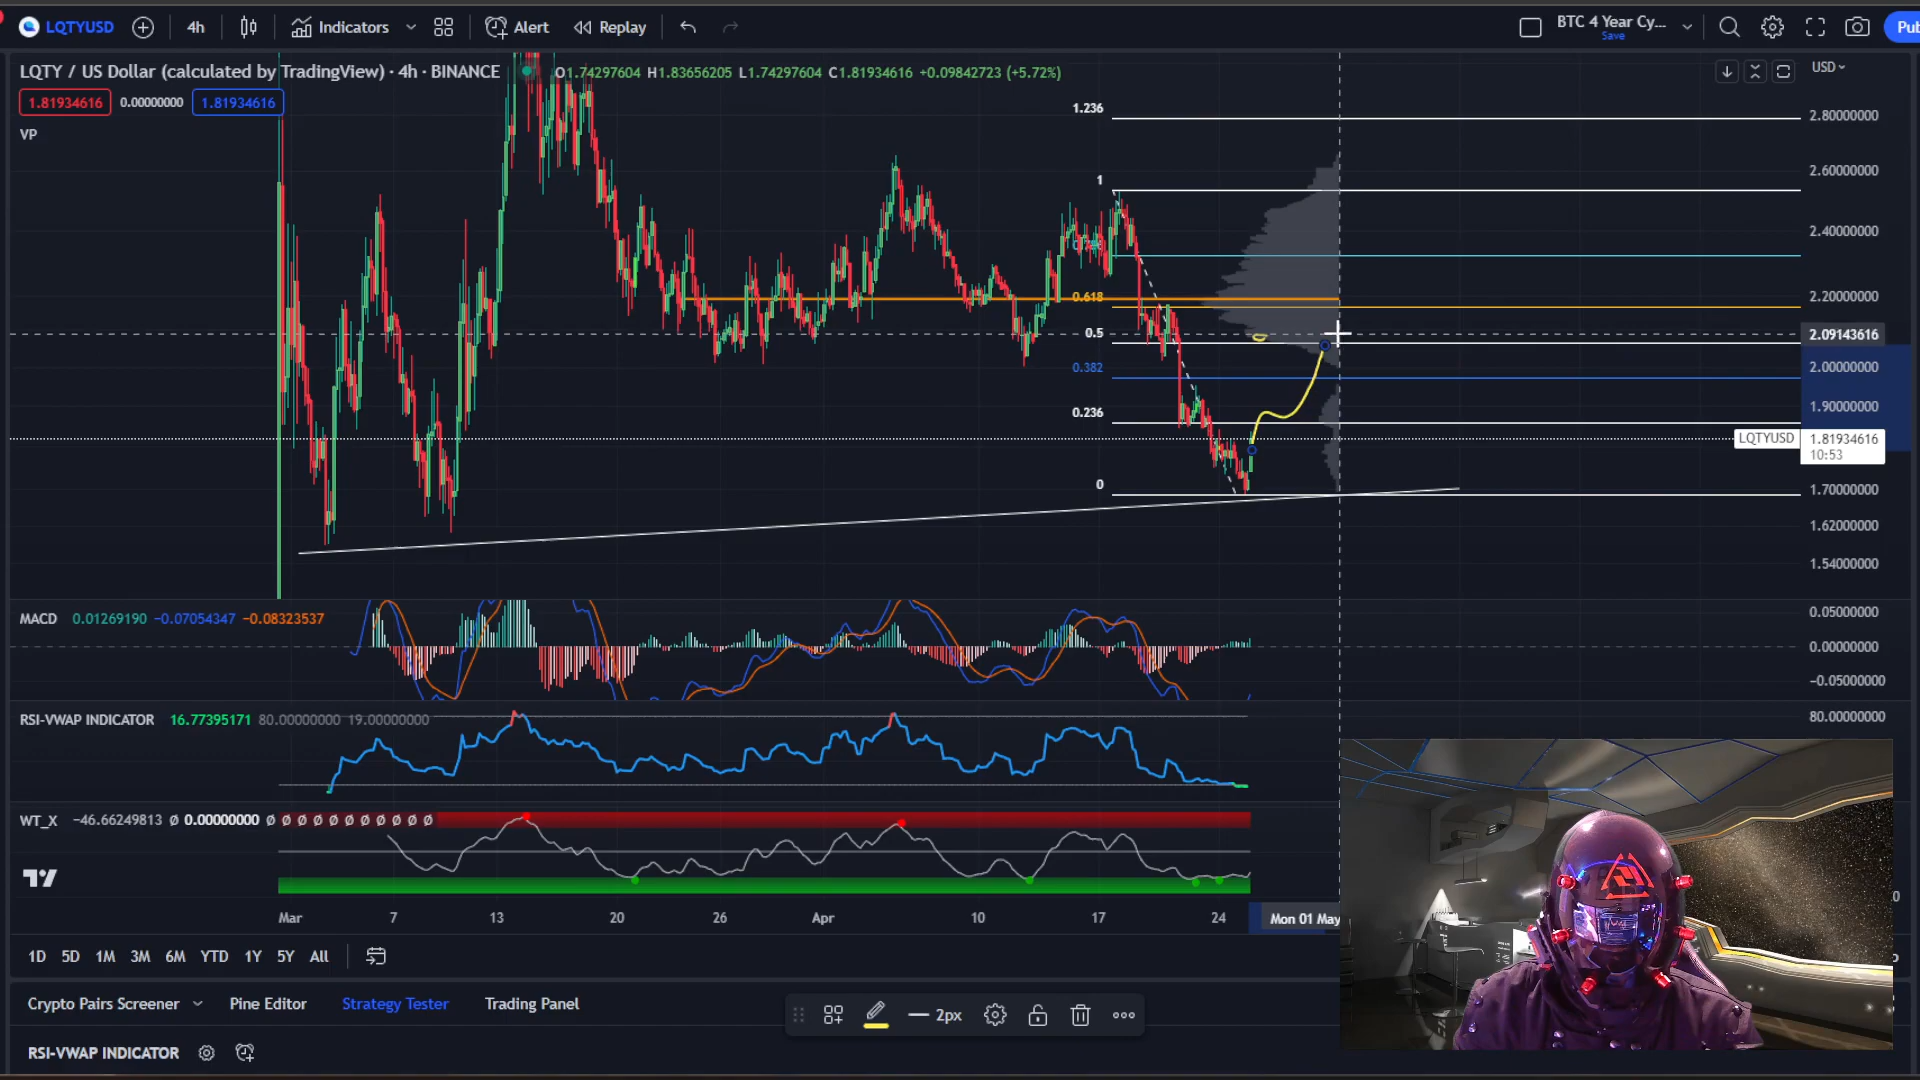 LQTYUSD 4h Indicators Alert Replay BTC 4 Year Cy... Save Pub
LQTY / US Dollar (calculated by TradingView) · 4h · BINANCE O1.74297604 H1.83656205 L1.74297604 C1.81934616 +0.09842723 (+5.72%) USD
1.81934616 0.00000000 1.81934616
VP
1.236
1
0.618
0.5
0.382
0.236
0
2.80000000
2.60000000
2.40000000
2.20000000
2.09143616
2.00000000
1.90000000
LQTYUSD 1.81934616
10:53
1.70000000
1.62000000
1.54000000
MACD 0.01269190 −0.07054347 −0.08323537
0.05000000
0.00000000
−0.05000000
RSI-VWAP INDICATOR 16.77395171 80.00000000 19.00000000
80.00000000
WT_X −46.66249813 Ø 0.00000000 Ø Ø Ø Ø Ø Ø Ø Ø Ø Ø Ø
Mar 7 13 20 26 Apr 10 17 24 Mon 01 May
1D 5D 1M 3M 6M YTD 1Y 5Y All
Crypto Pairs Screener Pine Editor Strategy Tester Trading Panel
2px
RSI-VWAP INDICATOR